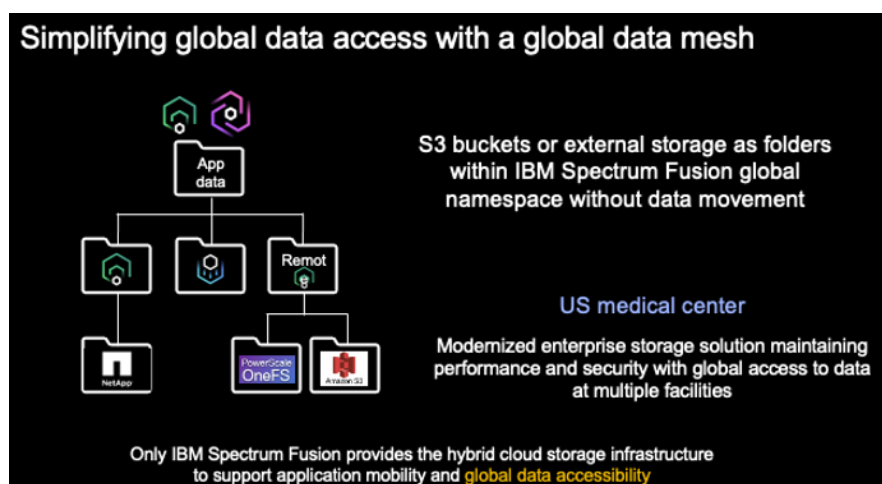 Simplifying global data access with a global data mesh
App
data
S3 buckets or external storage as folders
within IBM Spectrum Fusion global
namespace without data movement
Remot
e
US medical center
NetApp
PowerScale
OneFS
Amazon S3
Modernized enterprise storage solution maintaining
performance and security with global access to data
at multiple facilities
Only IBM Spectrum Fusion provides the hybrid cloud storage infrastructure
to support application mobility and global data accessibility